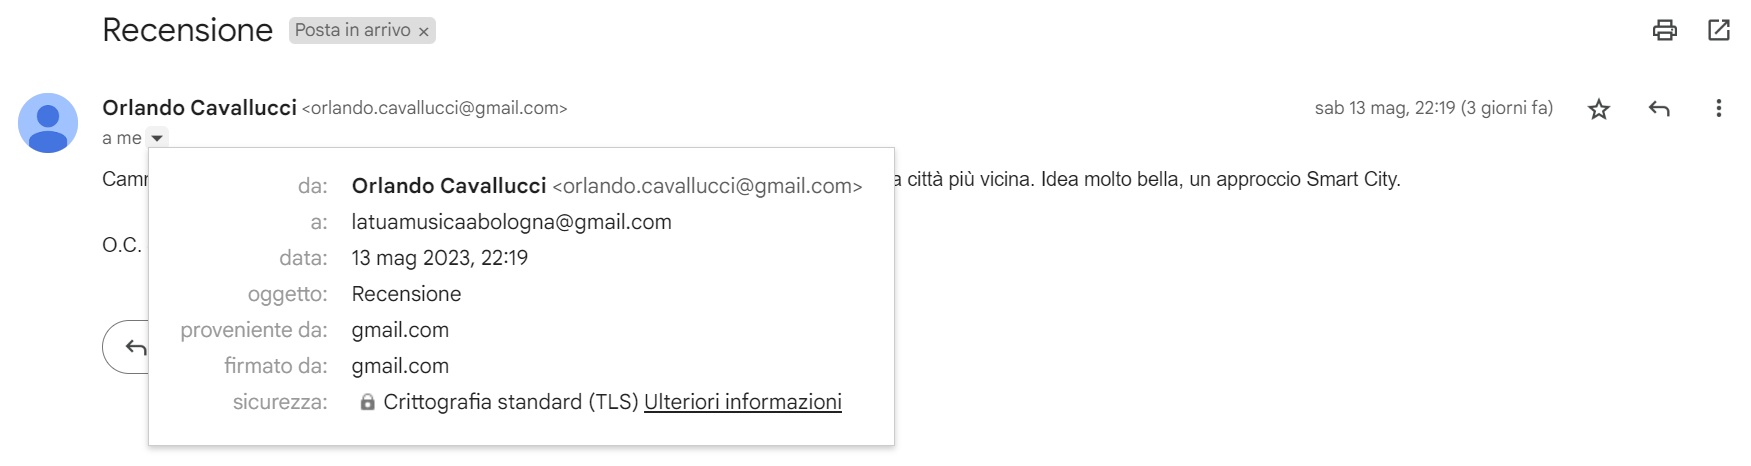 Recensione Posta in arrivo ×
Orlando Cavallucci <orlando.cavallucci@gmail.com> sab 13 mag, 22:19 (3 giorni fa)
a me
città più vicina. Idea molto bella, un approccio Smart City.
da: Orlando Cavallucci <orlando.cavallucci@gmail.com>
a: latuamusicaabologna@gmail.com
data: 13 mag 2023, 22:19
oggetto: Recensione
proveniente da: gmail.com
firmato da: gmail.com
sicurezza: Crittografia standard (TLS) Ulteriori informazioni
O.C.